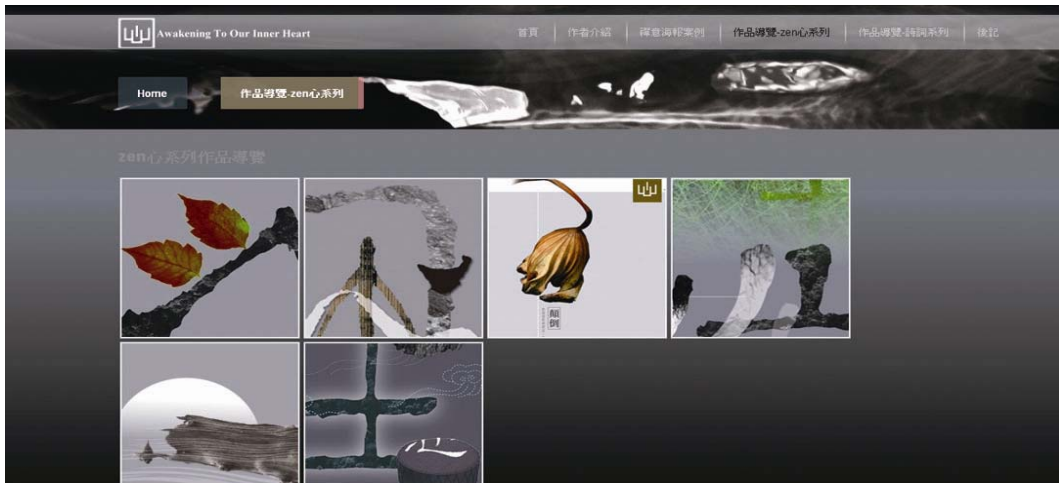 Awakening To Our Inner Heart
首頁
作者介紹
禪意海報案例
作品導覽-zen心系列
作品導覽-詩詞系列
後記
Home
作品導覽-zen心系列
zen心系列作品導覽
顛倒